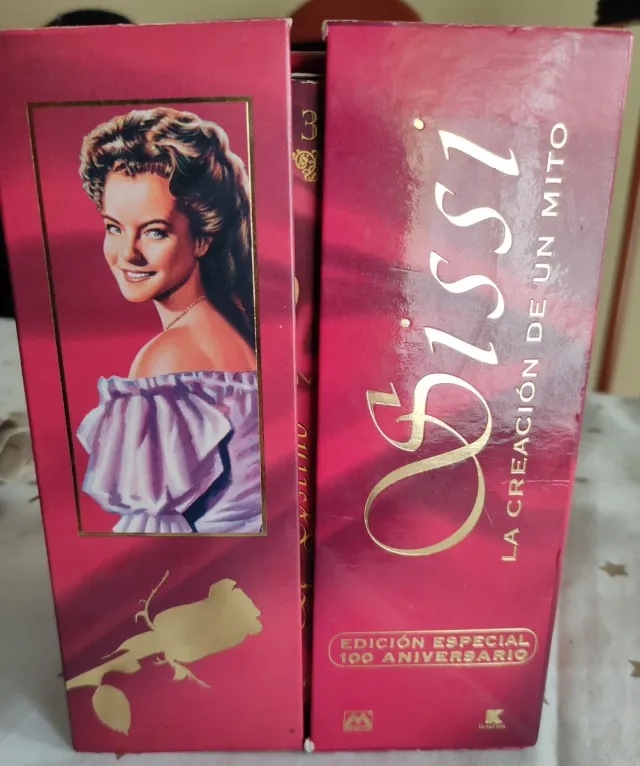 3
Sissi
LA CREACIÓN DE UN MITO
EDICIÓN ESPECIAL
100 ANIVERSARIO